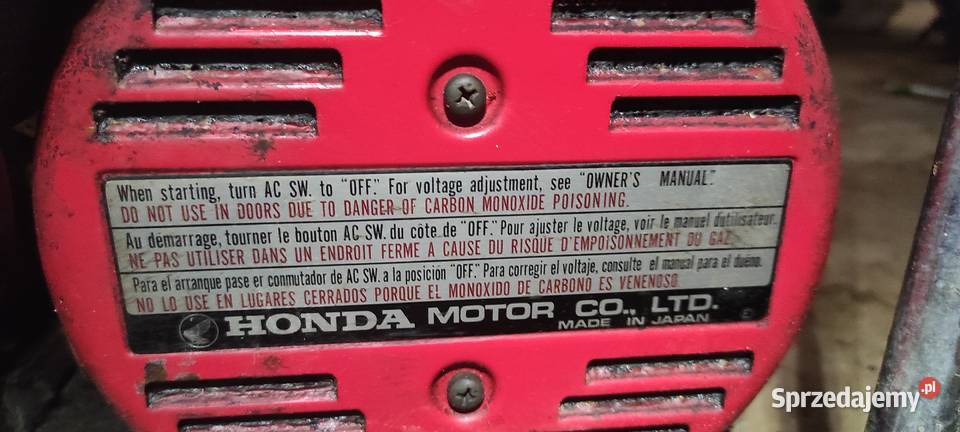 When starting, turn AC SW. to "OFF." For voltage adjustment, see "OWNER'S MANUAL."
DO NOT USE IN DOORS DUE TO DANGER OF CARBON MONOXIDE POISONING.
Au démarrage, tourner le bouton AC SW. du côte de "OFF." Pour ajuster le voltage, voir le manuel dutilisateur.
NE PAS UTILISER DANS UN ENDROIT FERME A CAUSE DU RISQUE D'EMPOISONNEMENT DU GAZ.
Para el arranque pase er conmutador de AC SW. a la posición "OFF." Para corregir el voltaje, consulte el manual para el dueño.
NO LO USE EN LUGARES CERRADOS PORQUE EL MONOXIDO DE CARBONO ES VENENOSO.
HONDA MOTOR CO., LTD.
MADE IN JAPAN
Sprzedajemy.pl